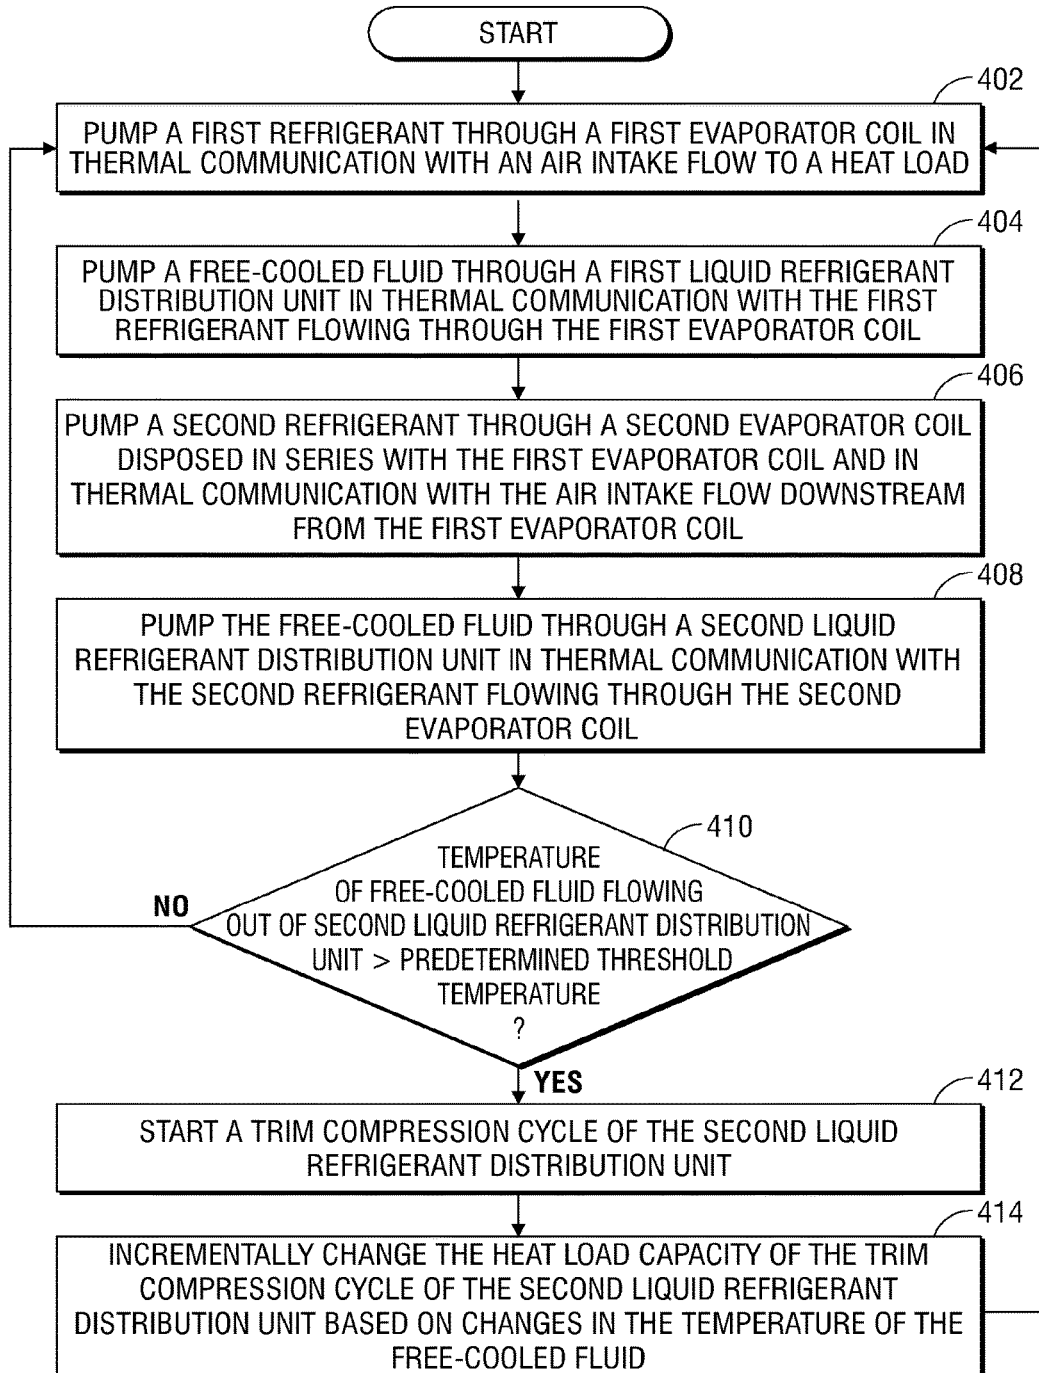 START
402
PUMP A FIRST REFRIGERANT THROUGH A FIRST EVAPORATOR COIL IN
THERMAL COMMUNICATION WITH AN AIR INTAKE FLOW TO A HEAT LOAD
404
PUMP A FREE-COOLED FLUID THROUGH A FIRST LIQUID REFRIGERANT
DISTRIBUTION UNIT IN THERMAL COMMUNICATION WITH THE FIRST
REFRIGERANT FLOWING THROUGH THE FIRST EVAPORATOR COIL
406
PUMP A SECOND REFRIGERANT THROUGH A SECOND EVAPORATOR COIL
DISPOSED IN SERIES WITH THE FIRST EVAPORATOR COIL AND IN
THERMAL COMMUNICATION WITH THE AIR INTAKE FLOW DOWNSTREAM
FROM THE FIRST EVAPORATOR COIL
408
PUMP THE FREE-COOLED FLUID THROUGH A SECOND LIQUID
REFRIGERANT DISTRIBUTION UNIT IN THERMAL COMMUNICATION WITH
THE SECOND REFRIGERANT FLOWING THROUGH THE SECOND
EVAPORATOR COIL
410
TEMPERATURE
OF FREE-COOLED FLUID FLOWING
OUT OF SECOND LIQUID REFRIGERANT DISTRIBUTION
UNIT > PREDETERMINED THRESHOLD
TEMPERATURE
?
NO
YES
412
START A TRIM COMPRESSION CYCLE OF THE SECOND LIQUID
REFRIGERANT DISTRIBUTION UNIT
414
INCREMENTALLY CHANGE THE HEAT LOAD CAPACITY OF THE TRIM
COMPRESSION CYCLE OF THE SECOND LIQUID REFRIGERANT
DISTRIBUTION UNIT BASED ON CHANGES IN THE TEMPERATURE OF THE
FREE-COOLED FLUID